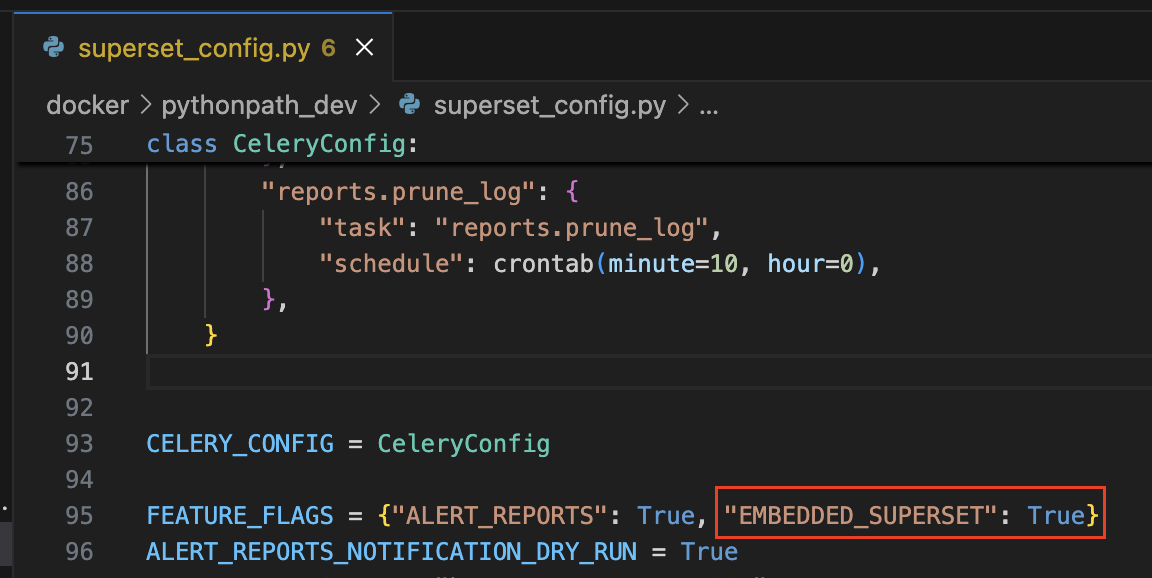 superset_config.py 6
docker > pythonpath_dev > superset_config.py > ...
75 class CeleryConfig:
86 "reports.prune_log": {
87 "task": "reports.prune_log",
88 "schedule": crontab(minute=10, hour=0),
89 },
90 }
91
92
93 CELERY_CONFIG = CeleryConfig
94
95 FEATURE_FLAGS = {"ALERT_REPORTS": True, "EMBEDDED_SUPERSET": True}
96 ALERT_REPORTS_NOTIFICATION_DRY_RUN = True